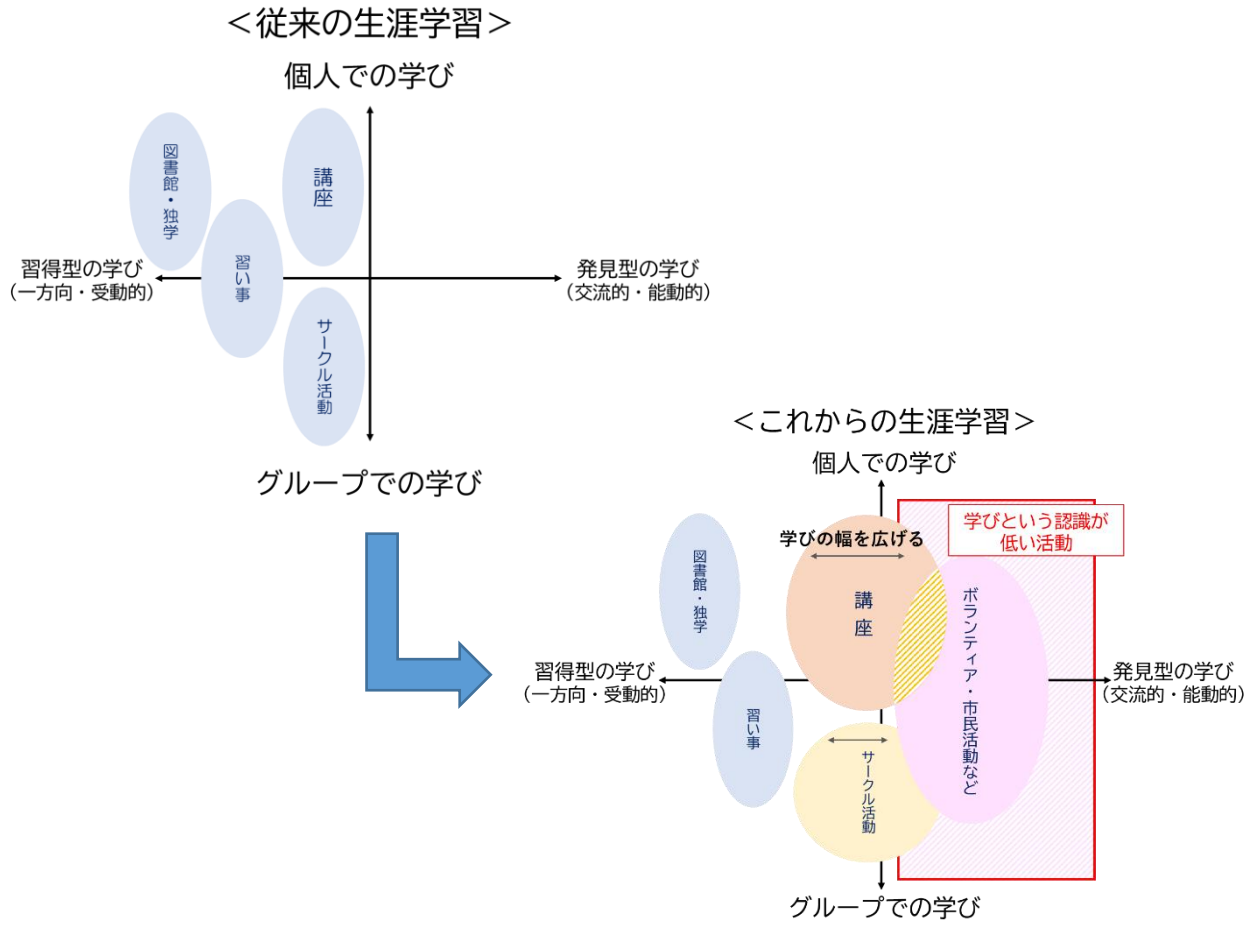 ＜従来の生涯学習＞
個人での学び
図書館・独学
講座
習い事
習得型の学び
（一方向・受動的）
発見型の学び
（交流的・能動的）
サークル活動
グループでの学び
＜これからの生涯学習＞
個人での学び
学びという認識が
低い活動
学びの幅を広げる
図書館・独学
講座
ボランティア・市民活動など
習得型の学び
（一方向・受動的）
発見型の学び
（交流的・能動的）
習い事
サークル活動
グループでの学び